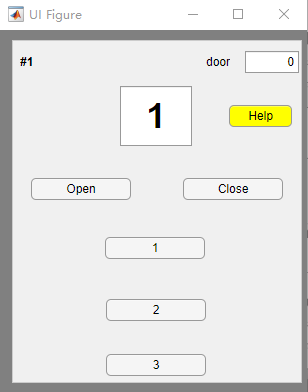 UI Figure
#1 door 0
1
Help
Open Close
1
2
3